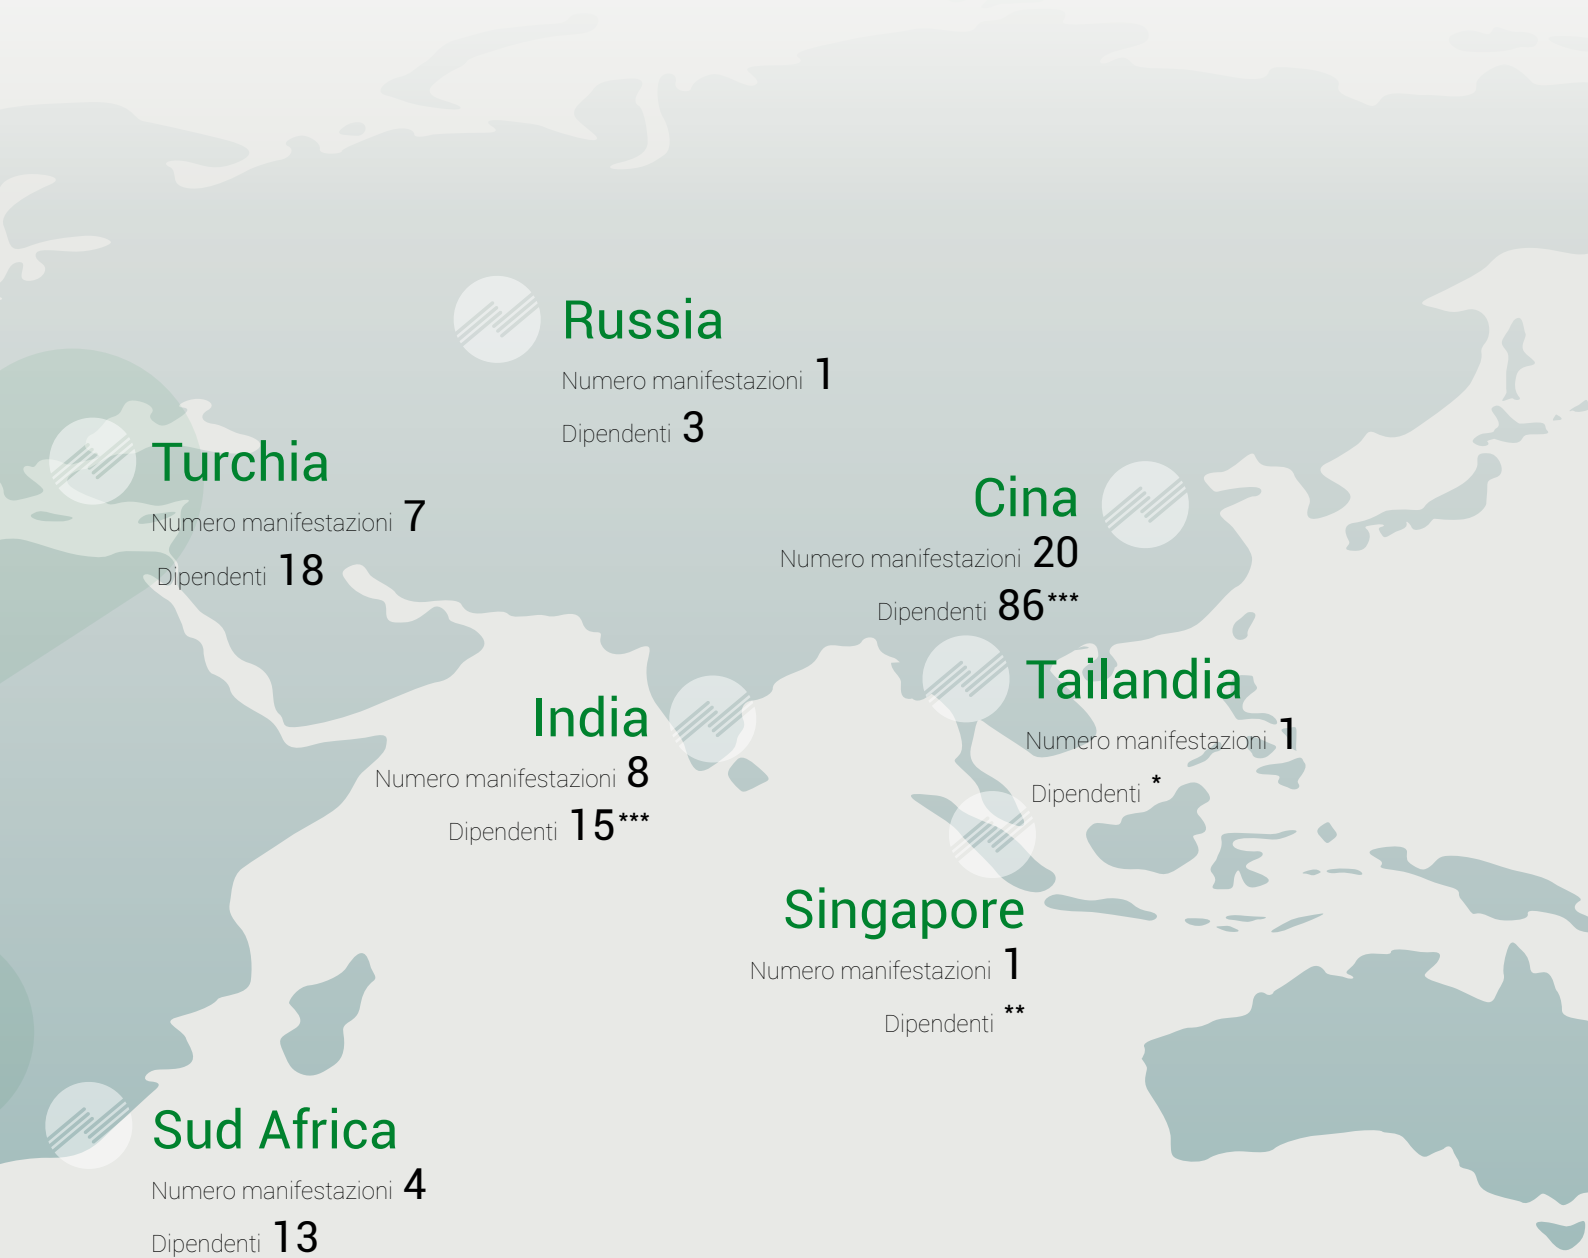 Russia
Numero manifestazioni 1
Dipendenti 3
Turchia
Numero manifestazioni 7
Dipendenti 18
Cina
Numero manifestazioni 20
Dipendenti 86***
Tailandia
Numero manifestazioni 1
Dipendenti *
India
Numero manifestazioni 8
Dipendenti 15***
Singapore
Numero manifestazioni 1
Dipendenti **
Sud Africa
Numero manifestazioni 4
Dipendenti 13